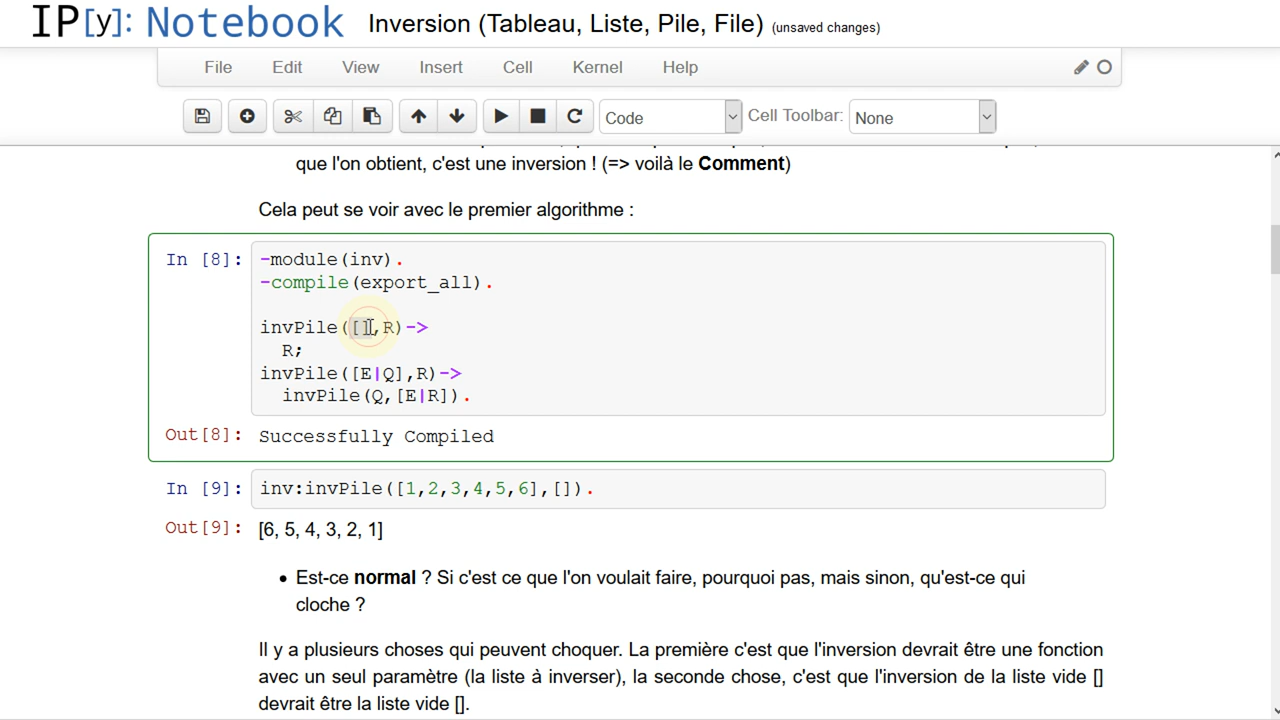 IP[y]: Notebook Inversion (Tableau, Liste, Pile, File) (unsaved changes)
File Edit View Insert Cell Kernel Help
Code Cell Toolbar: None
que l'on obtient, c'est une inversion ! (=> voilà le Comment)
Cela peut se voir avec le premier algorithme :
In [8]: -module(inv).
-compile(export_all).
invPile([],R)->
R;
invPile([E|Q],R)->
invPile(Q,[E|R]).
Out[8]: Successfully Compiled
In [9]: inv:invPile([1,2,3,4,5,6],[]).
Out[9]: [6, 5, 4, 3, 2, 1]
• Est-ce normal ? Si c'est ce que l'on voulait faire, pourquoi pas, mais sinon, qu'est-ce qui
cloche ?
Il y a plusieurs choses qui peuvent choquer. La première c'est que l'inversion devrait être une fonction
avec un seul paramètre (la liste à inverser), la seconde chose, c'est que l'inversion de la liste vide []
devrait être la liste vide [].